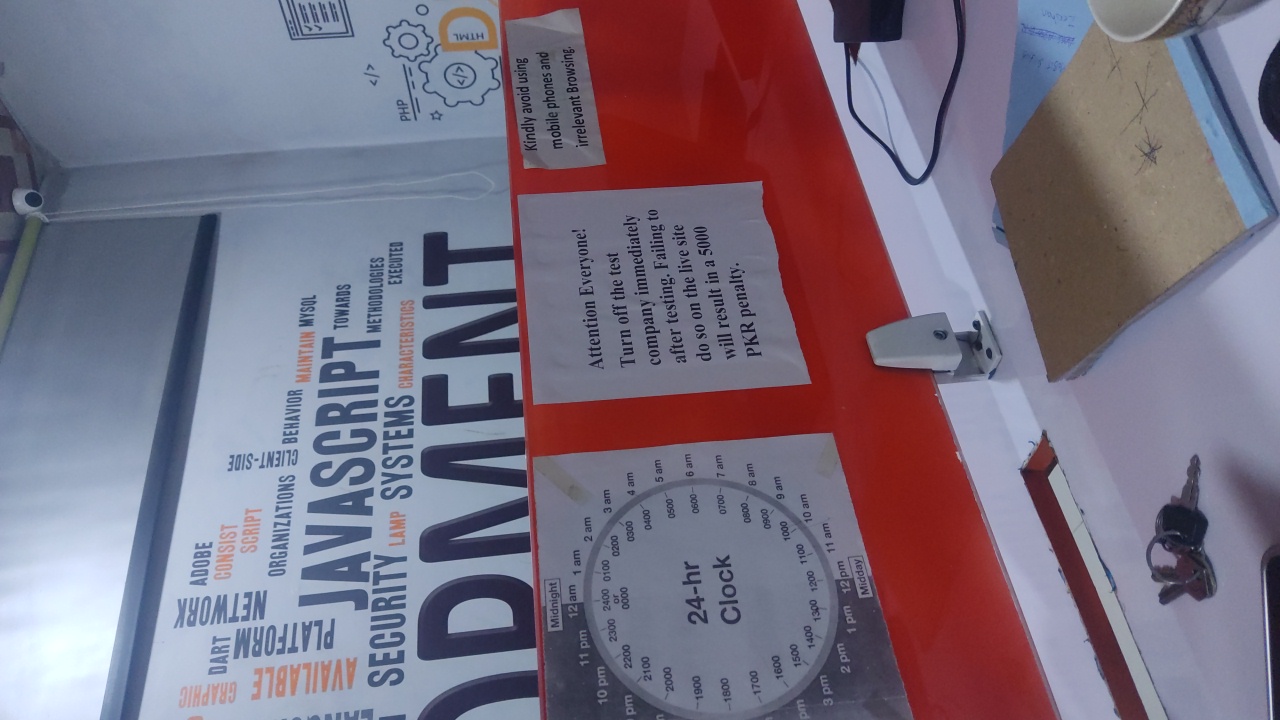 Kindly avoid using
mobile phones and
irrelevant Browsing.
Attention Everyone!
Turn off the test
company immediately
after testing. Failing to
do so on the live site
will result in a 5000
PKR penalty.
24-hr
Clock
Midnight
12am
1 am
2 am
3 am
4 am
5 am
6 am
7 am
8 am
9 am
10 am
11 am
12 pm
Midday
1 pm
2 pm
3 pm
pm
pm
10 pm
11 pm
2400
or
0000
0100
0200
0300
0400
0500
0600
0700
0800
0900
1000
1100
1200
1300
1400
1500
1600
1700
1800
1900
2000
2100
2200
2300
HTML
PHP
</>
</>
ADOBE
CONSIST
SCRIPT
NETWORK
DART
PLATFORM
GRAPHIC
AVAILABLE
ORGANIZATIONS
CLIENT-SIDE
BEHAVIOR
MAINTAIN
MYSQL
JAVASCRIPT
TOWARDS
METHODOLOGIES
SECURITY
LAMP
SYSTEMS
CHARACTERISTICS
EXECUTED
OPMENT